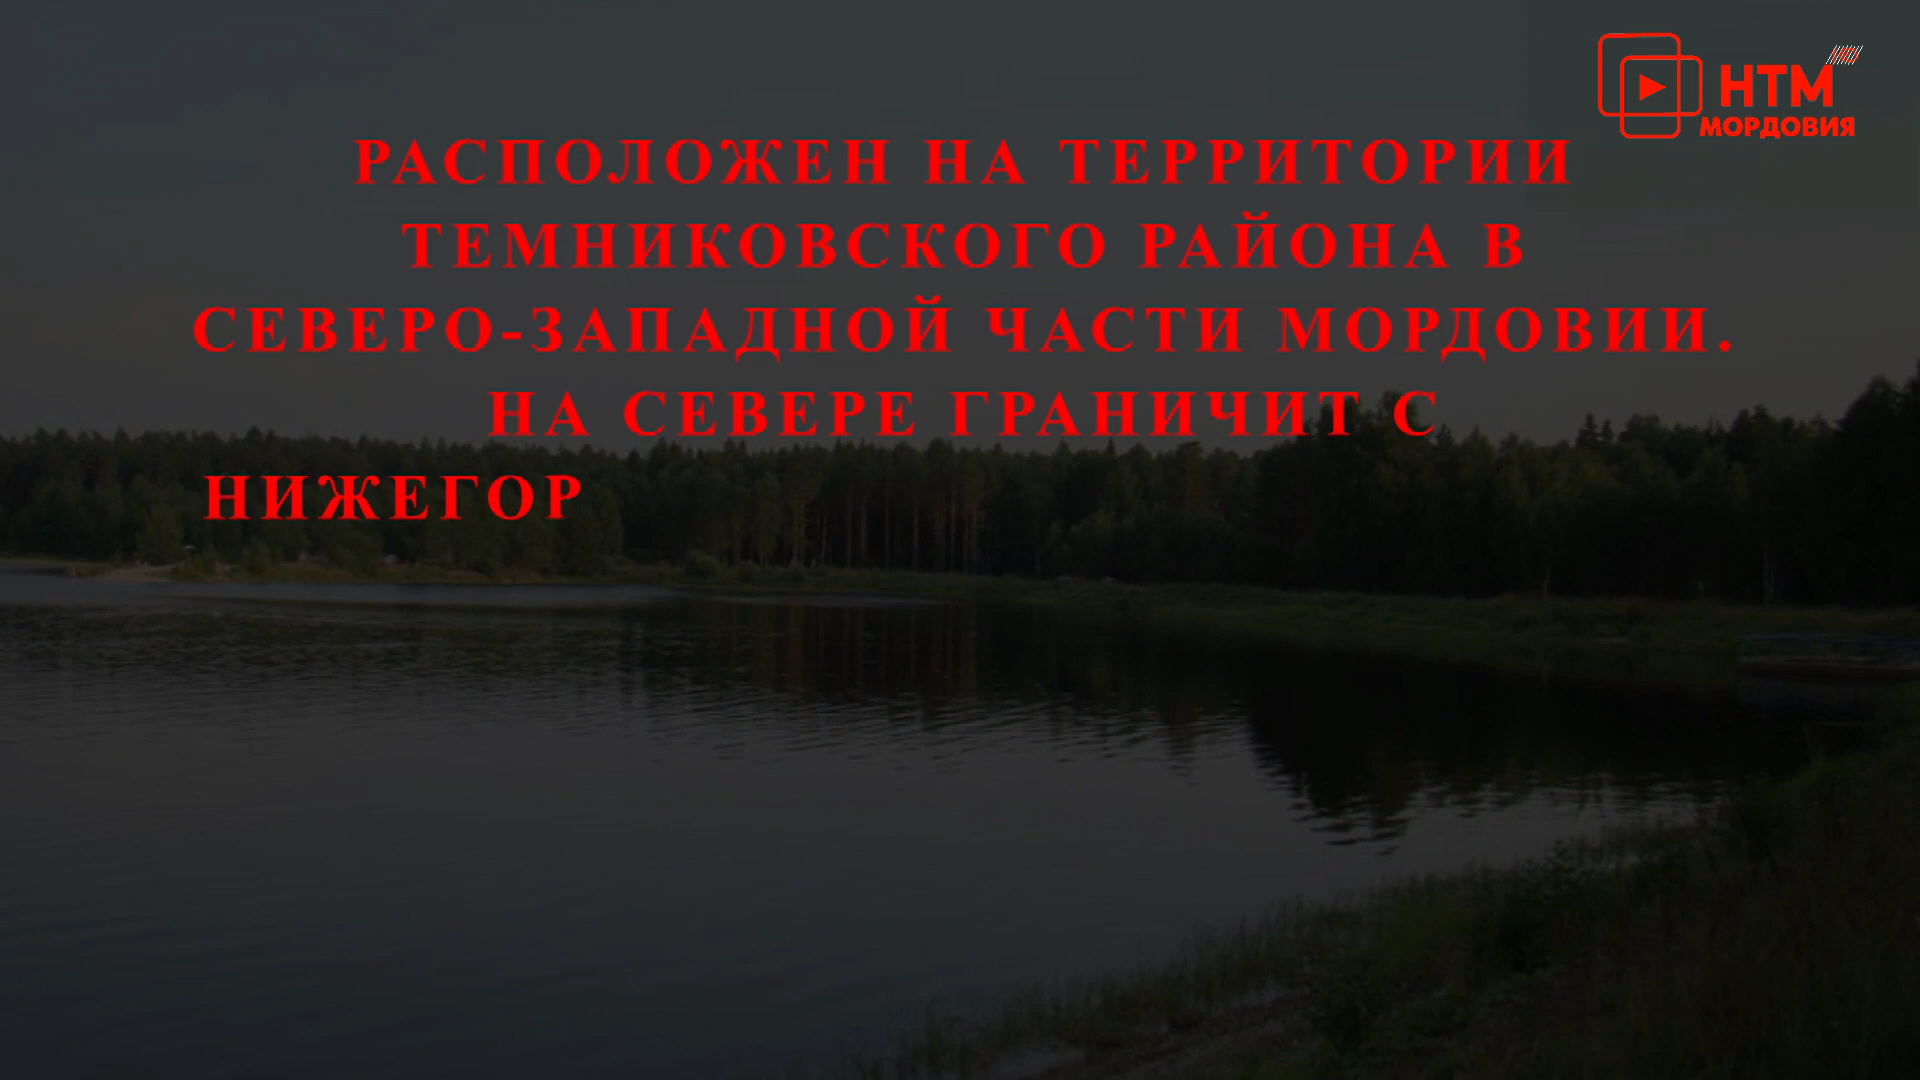 НТМ
МОРДОВИЯ
РАСПОЛОЖЕН НА ТЕРРИТОРИИ
ТЕМНИКОВСКОГО РАЙОНА В
СЕВЕРО-ЗАПАДНОЙ ЧАСТИ МОРДОВИИ.
НА СЕВЕРЕ ГРАНИЧИТ С
НИЖЕГОР